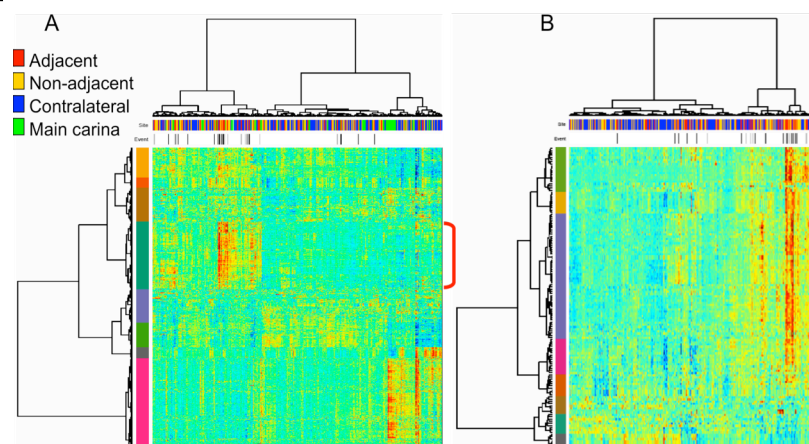 A
B
Adjacent
Non-adjacent
Contralateral
Main carina
Site
Event
Site
Event